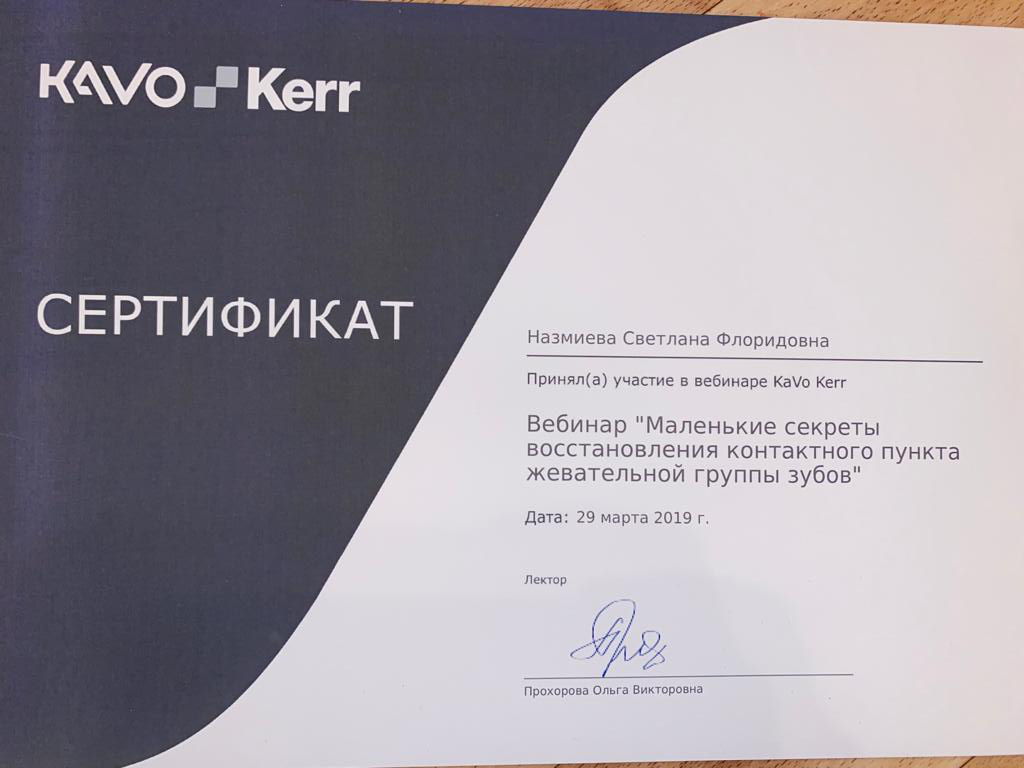 KAVO Kerr
СЕРТИФИКАТ
Назмиева Светлана Флоридовна
Принял(а) участие в вебинаре KaVo Kerr
Вебинар "Маленькие секреты
восстановления контактного пункта
жевательной группы зубов"
Дата: 29 марта 2019 г.
Лектор
Прохорова Ольга Викторовна